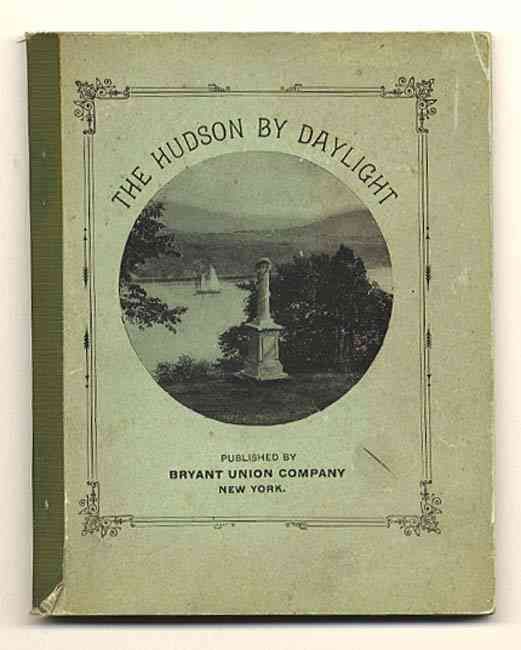 THE HUDSON BY DAYLIGHT
PUBLISHED BY
BRYANT UNION COMPANY
NEW YORK.